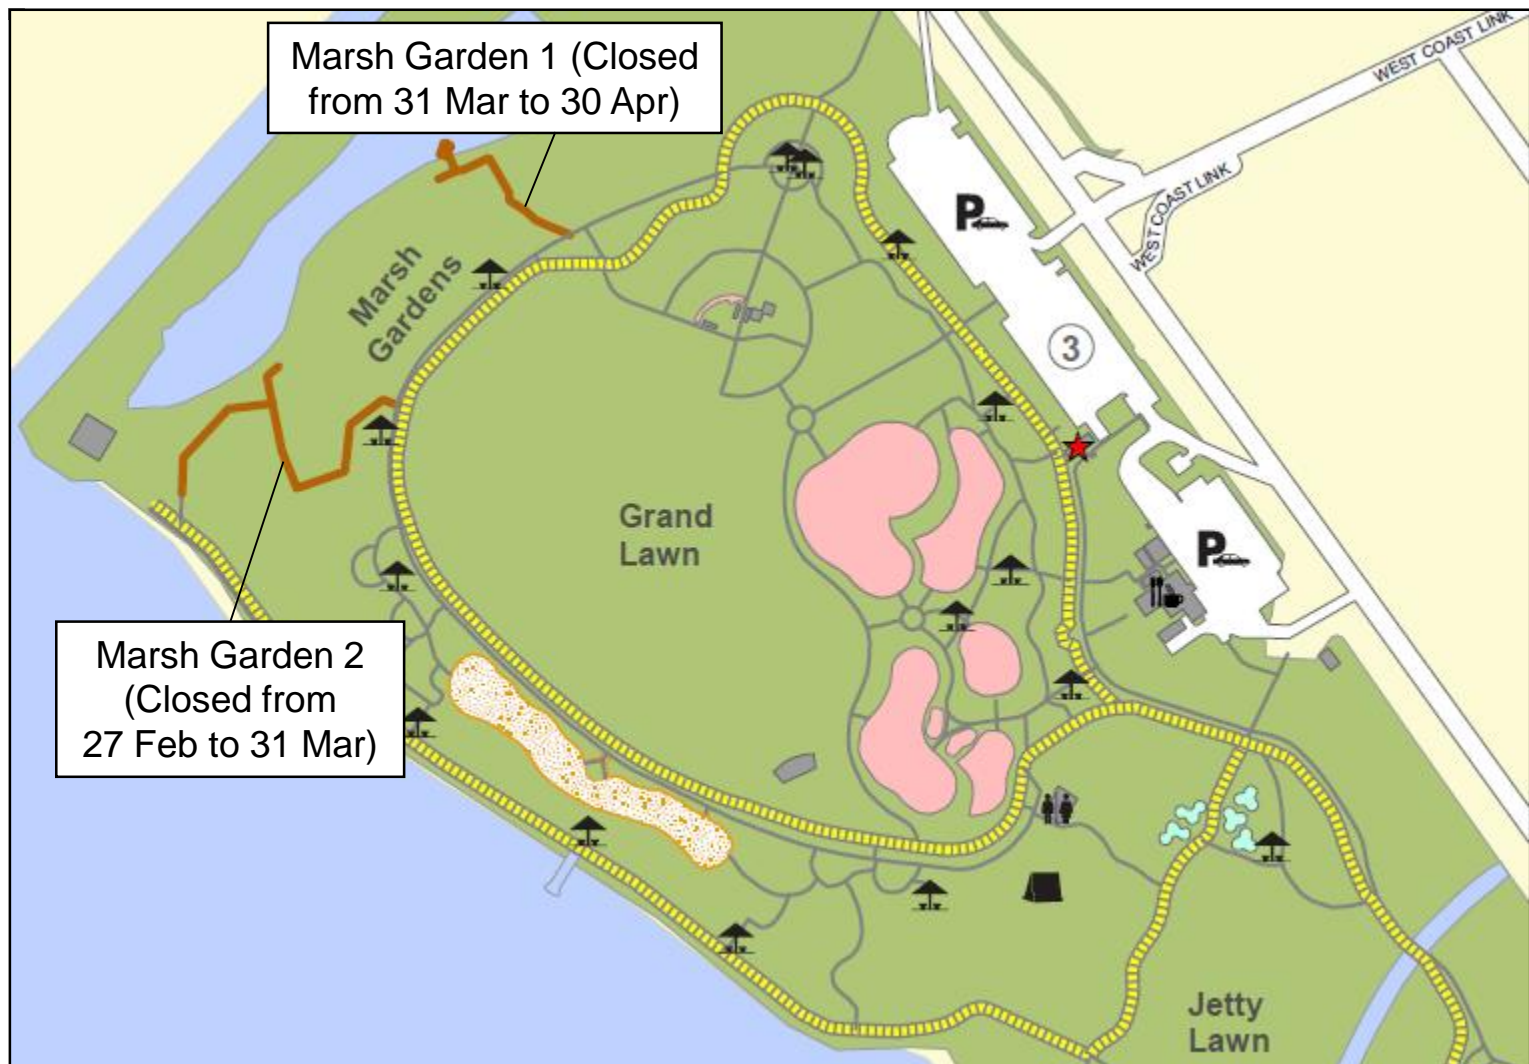 Marsh Garden 1 (Closed
from 31 Mar to 30 Apr)
WEST COAST LINK
WEST COAST LINK
P
Marsh
Gardens
3
Grand
Lawn
P
Marsh Garden 2
(Closed from
27 Feb to 31 Mar)
Jetty
Lawn